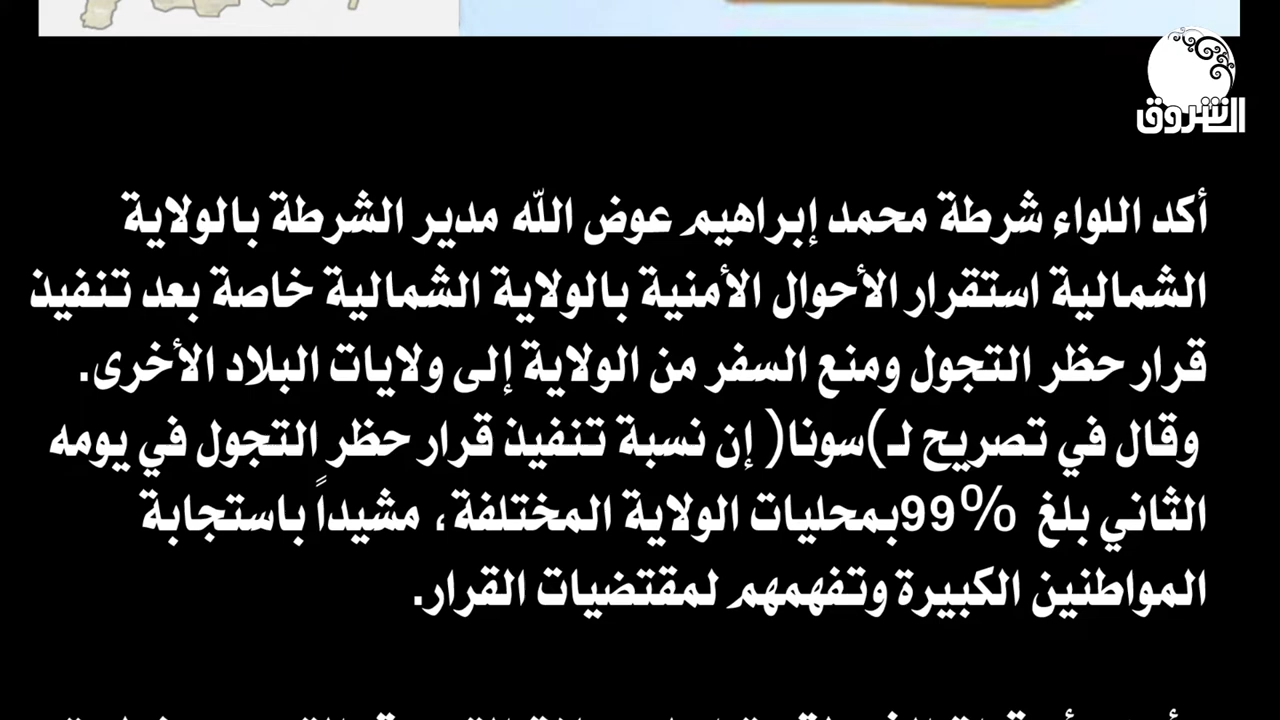 الشروق
أكد اللواء شرطة محمد إبراهيم عوض الله مدير الشرطة بالولاية
الشمالية استقرار الأحوال الأمنية بالولاية الشمالية خاصة بعد تنفيذ
قرار حظر التجول ومنع السفر من الولاية إلى ولايات البلاد الأخرى.
وقال في تصريح لـ)سونا( إن نسبة تنفيذ قرار حظر التجول في يومه
الثاني بلغ 99% بمحليات الولاية المختلفة، مشيداً باستجابة
المواطنين الكبيرة وتفهمهم لمقتضيات القرار.